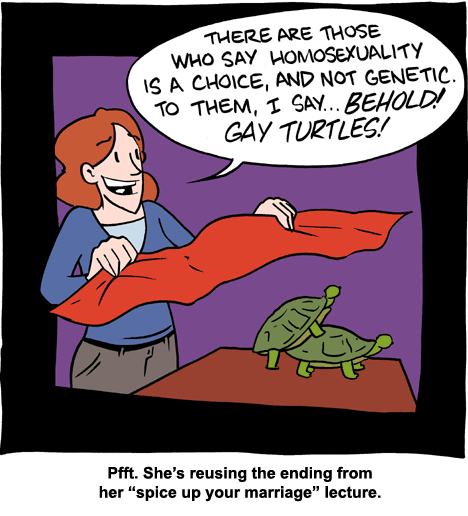 THERE ARE THOSE
WHO SAY HOMOSEXUALITY
IS A CHOICE, AND NOT GENETIC.
TO THEM, I SAY... BEHOLD!
GAY TURTLES!
Pfft. She's reusing the ending from
her “spice up your marriage” lecture.